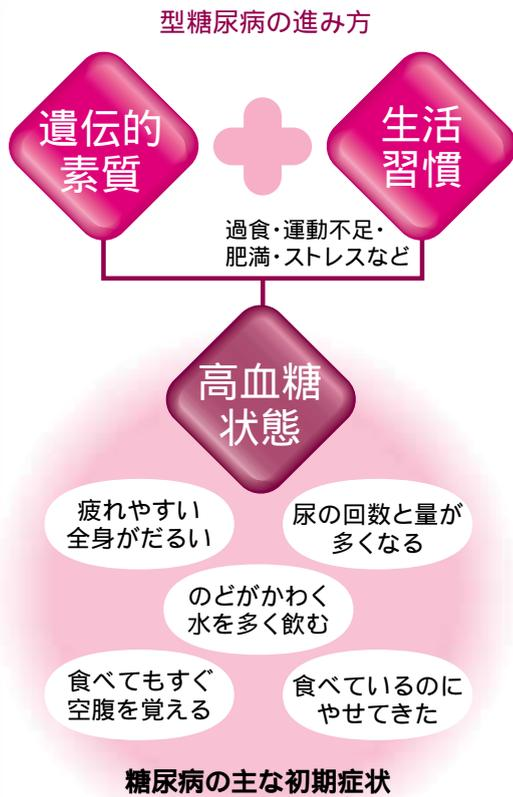 型糖尿病の進み方
遺伝的
素質
生活
習慣
過食・運動不足・
肥満・ストレスなど
高血糖
状態
疲れやすい
全身がだるい
尿の回数と量が
多くなる
のどがかわく
水を多く飲む
食べてもすぐ
空腹を覚える
食べているのに
やせてきた
糖尿病の主な初期症状